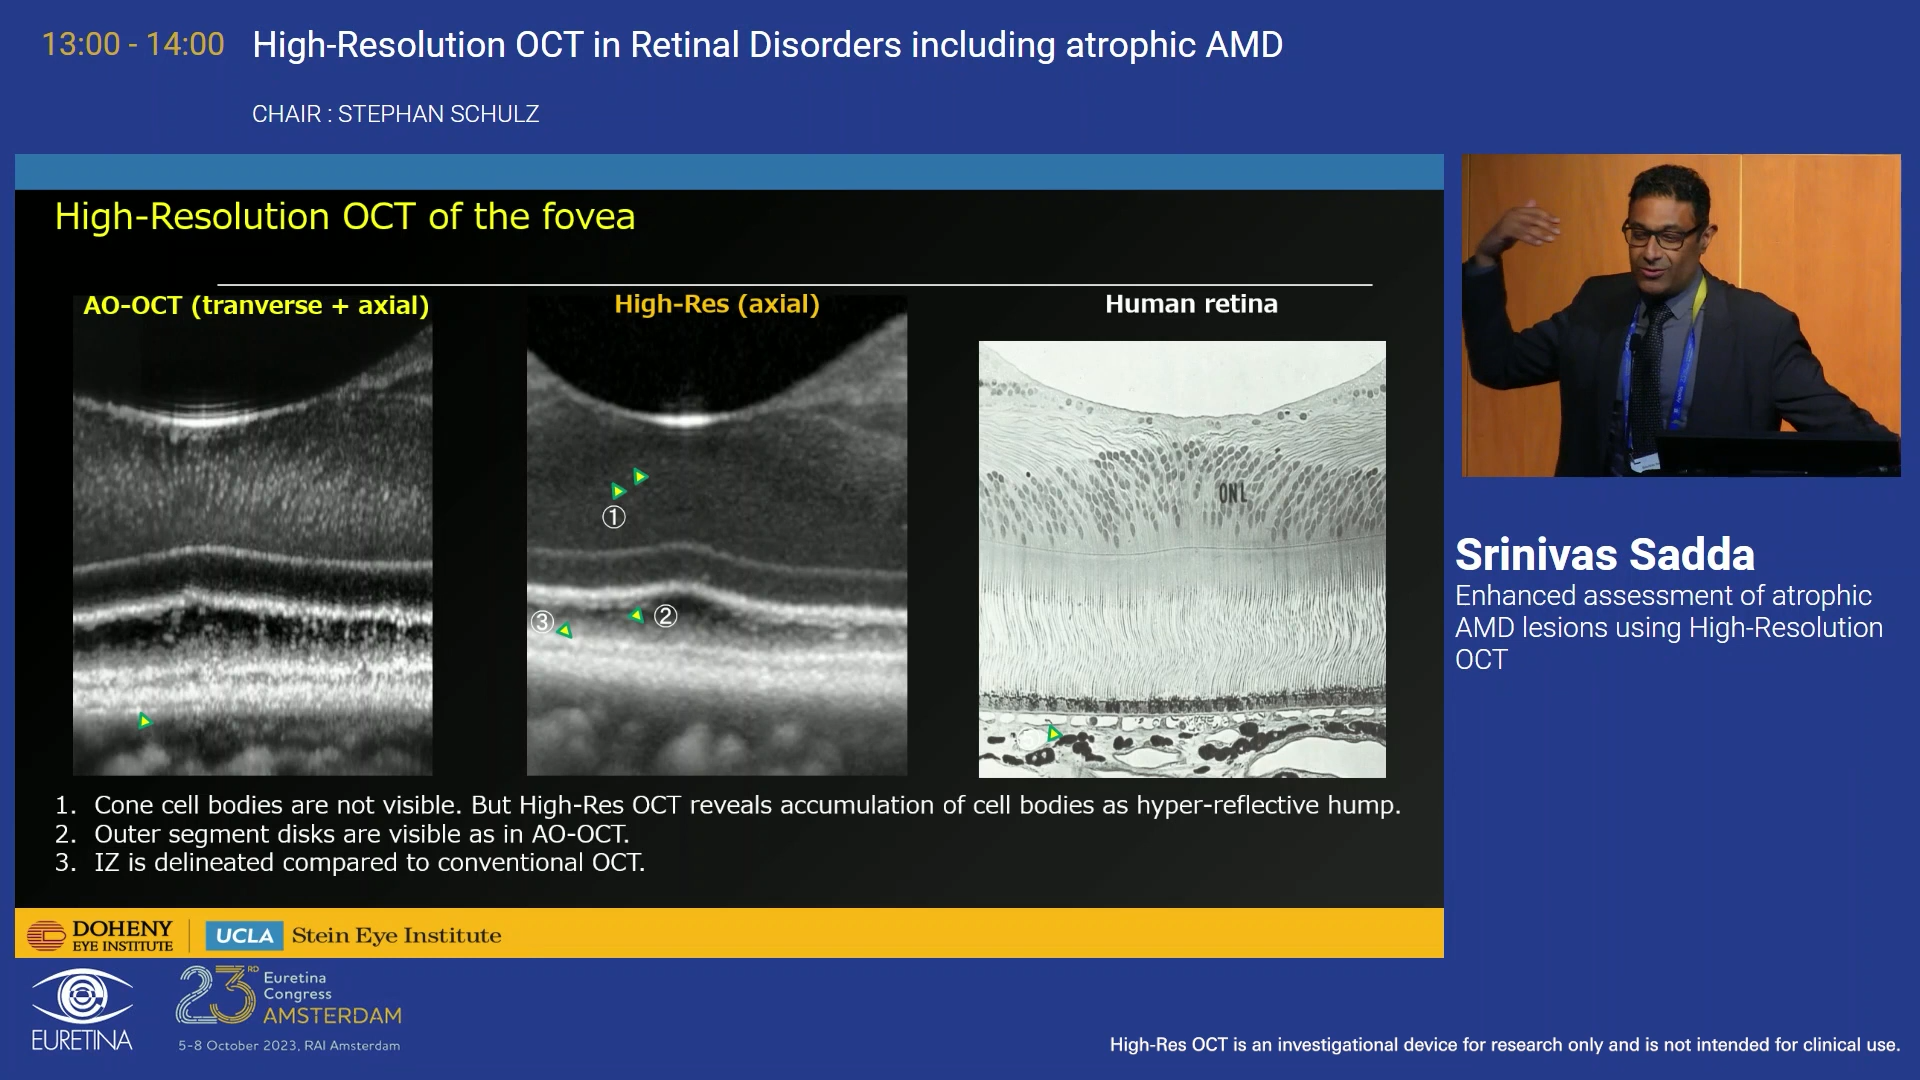 13:00 - 14:00
High-Resolution OCT in Retinal Disorders including atrophic AMD
CHAIR : STEPHAN SCHULZ
High-Resolution OCT of the fovea
AO-OCT (tranverse + axial)
High-Res (axial)
Human retina
①
②
③
ONL
1. Cone cell bodies are not visible. But High-Res OCT reveals accumulation of cell bodies as hyper-reflective hump.
2. Outer segment disks are visible as in AO-OCT.
3. IZ is delineated compared to conventional OCT.
DOHENY
EYE INSTITUTE
UCLA Stein Eye Institute
Srinivas Sadda
Enhanced assessment of atrophic
AMD lesions using High-Resolution
OCT
EURETINA
23RD
Euretina
Congress
AMSTERDAM
5-8 October 2023, RAI Amsterdam
High-Res OCT is an investigational device for research only and is not intended for clinical use.